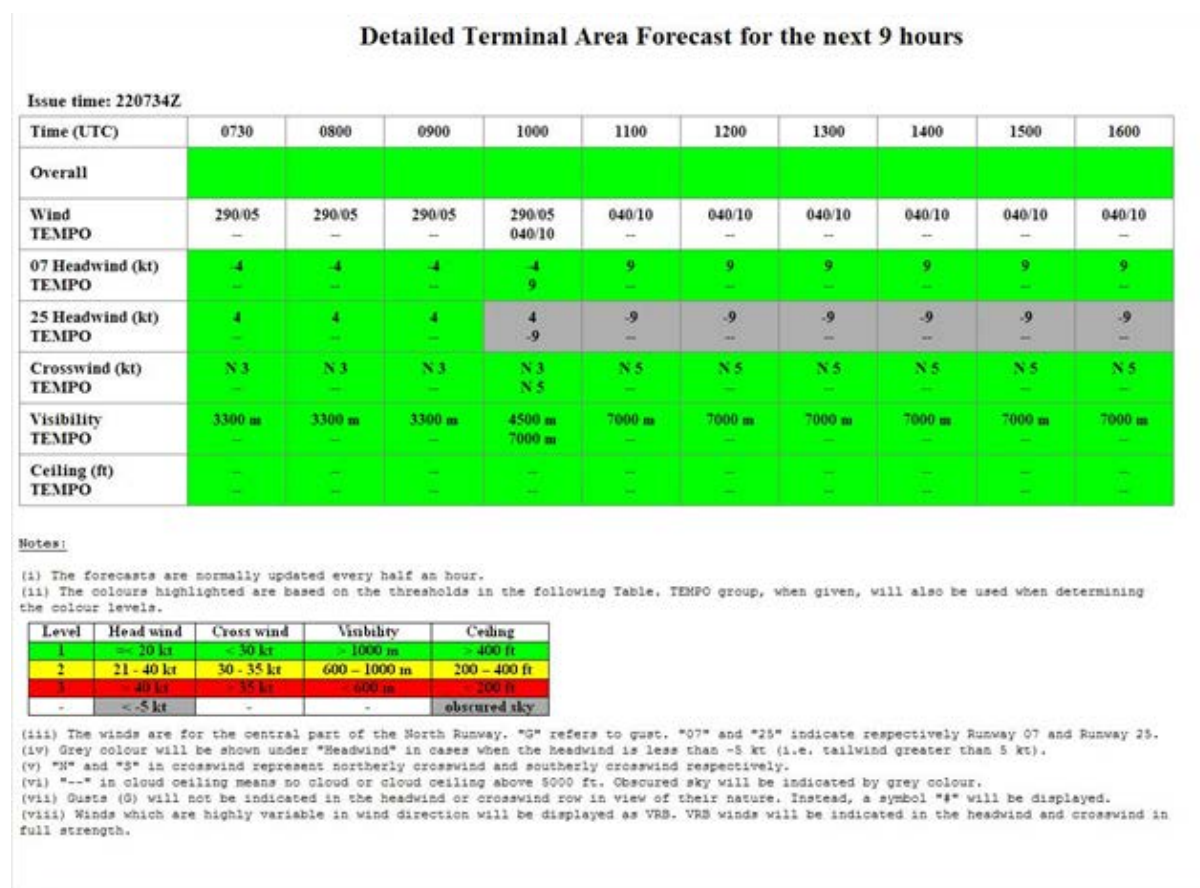 Detailed Terminal Area Forecast for the next 9 hours
Issue time: 220734Z
Time (UTC) 0730 0800 0900 1000 1100 1200 1300 1400 1500 1600
Overall
Wind 290/05 290/05 290/05 290/05 040/10 040/10 040/10 040/10 040/10 040/10
TEMPO -- -- -- 040/10 -- -- -- -- -- --
07 Headwind (kt) -4 -4 -4 -4 9 9 9 9 9 9
TEMPO -- -- -- 9 -- -- -- -- -- --
25 Headwind (kt) 4 4 4 4 -9 -9 -9 -9 -9 -9
TEMPO -- -- -- -9 -- -- -- -- -- --
Crosswind (kt) N 3 N 3 N 3 N 3 N 5 N 5 N 5 N 5 N 5 N 5
TEMPO -- -- -- N 5 -- -- -- -- -- --
Visibility 3300 m 3300 m 3300 m 4500 m 7000 m 7000 m 7000 m 7000 m 7000 m 7000 m
TEMPO -- -- -- 7000 m -- -- -- -- -- --
Ceiling (ft) -- -- -- -- -- -- -- -- -- --
TEMPO -- -- -- -- -- -- -- -- -- --
Notes:
(i) The forecasts are normally updated every half an hour.
(ii) The colours highlighted are based on the thresholds in the following Table. TEMPO group, when given, will also be used when determining
the colour levels.
Level Head wind Cross wind Visibility Ceiling
1 =< 20 kt < 30 kt > 1000 m > 400 ft
2 21 - 40 kt 30 - 35 kt 600 – 1000 m 200 – 400 ft
3 > 40 kt > 35 kt < 600 m < 200 ft
- < -5 kt - - obscured sky
(iii) The winds are for the central part of the North Runway. "G" refers to gust. "07" and "25" indicate respectively Runway 07 and Runway 25.
(iv) Grey colour will be shown under "Headwind" in cases when the headwind is less than -5 kt (i.e. tailwind greater than 5 kt).
(v) "N" and "S" in crosswind represent northerly crosswind and southerly crosswind respectively.
(vi) "--" in cloud ceiling means no cloud or cloud ceiling above 5000 ft. Obscured sky will be indicated by grey colour.
(vii) Gusts (G) will not be indicated in the headwind or crosswind row in view of their nature. Instead, a symbol "#" will be displayed.
(viii) Winds which are highly variable in wind direction will be displayed as VRB. VRB winds will be indicated in the headwind and crosswind in
full strength.